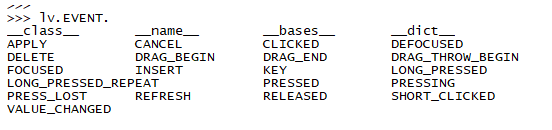 >>>
>>> lv.EVENT.
__class__ __name__ __bases__ __dict__
APPLY CANCEL CLICKED DEFOCUSED
DELETE DRAG_BEGIN DRAG_END DRAG_THROW_BEGIN
FOCUSED INSERT KEY LONG_PRESSED
LONG_PRESSED_REPEAT PRESSED PRESSING
PRESS_LOST REFRESH RELEASED SHORT_CLICKED
VALUE_CHANGED